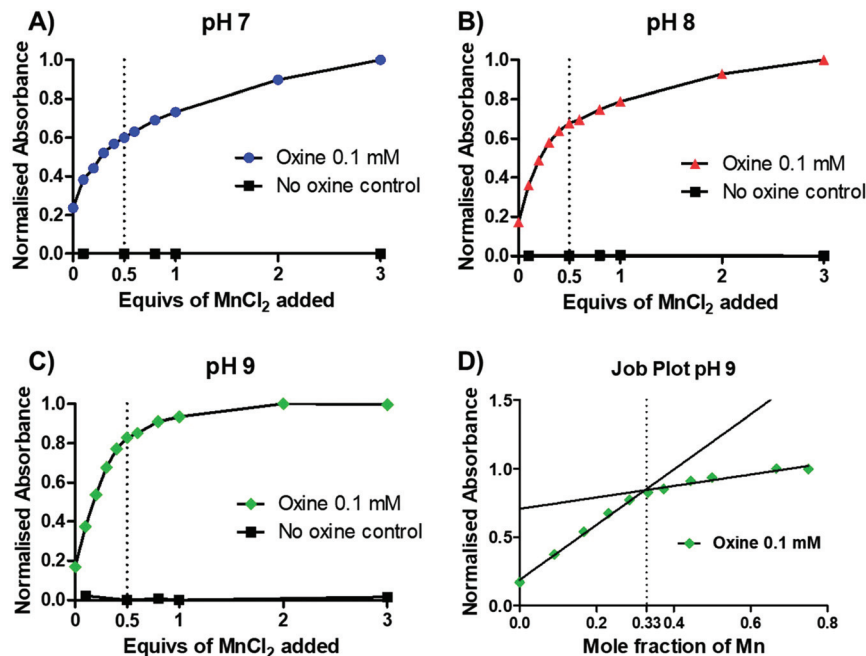 A)
pH 7
Normalised Absorbance
1.0
0.8
0.6
0.4
0.2
0.0
0
0.5
1
2
3
Equivs of MnCl₂ added
Oxine 0.1 mM
No oxine control
B)
pH 8
Normalised Absorbance
1.0
0.8
0.6
0.4
0.2
0.0
0
0.5
1
2
3
Equivs of MnCl₂ added
Oxine 0.1 mM
No oxine control
C)
pH 9
Normalised Absorbance
1.0
0.8
0.6
0.4
0.2
0.0
0
0.5
1
2
3
Equivs of MnCl₂ added
Oxine 0.1 mM
No oxine control
D)
Job Plot pH 9
Normalised Absorbance
1.5
1.0
0.5
0.0
0.0
0.2
0.33
0.4
0.6
0.8
Mole fraction of Mn
Oxine 0.1 mM